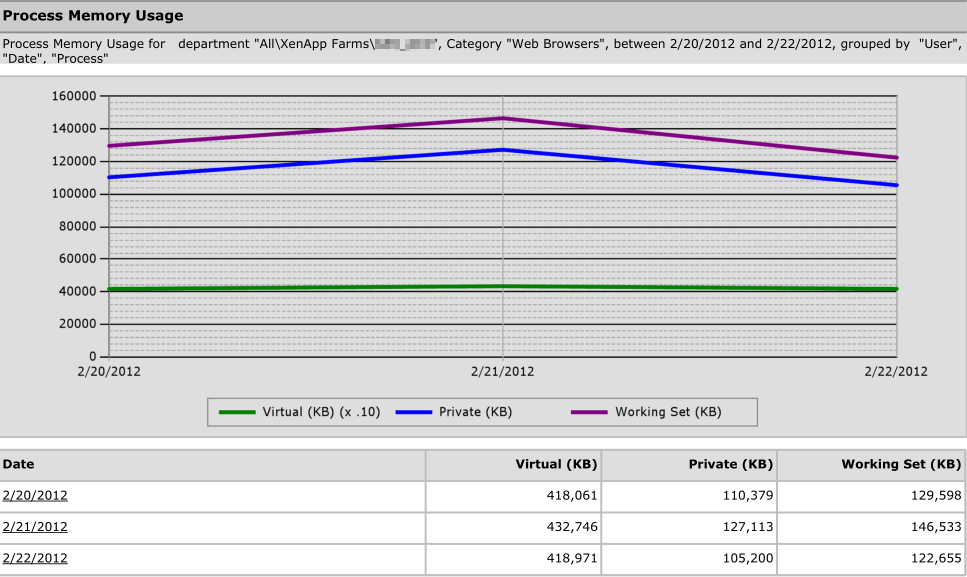 Process Memory Usage
Process Memory Usage for department "All\XenApp Farms\ ", Category "Web Browsers", between 2/20/2012 and 2/22/2012, grouped by "User",
"Date", "Process"
160000
140000
120000
100000
80000
60000
40000
20000
0
2/20/2012 2/21/2012 2/22/2012
Virtual (KB) (x .10) Private (KB) Working Set (KB)
Date Virtual (KB) Private (KB) Working Set (KB)
2/20/2012 418,061 110,379 129,598
2/21/2012 432,746 127,113 146,533
2/22/2012 418,971 105,200 122,655